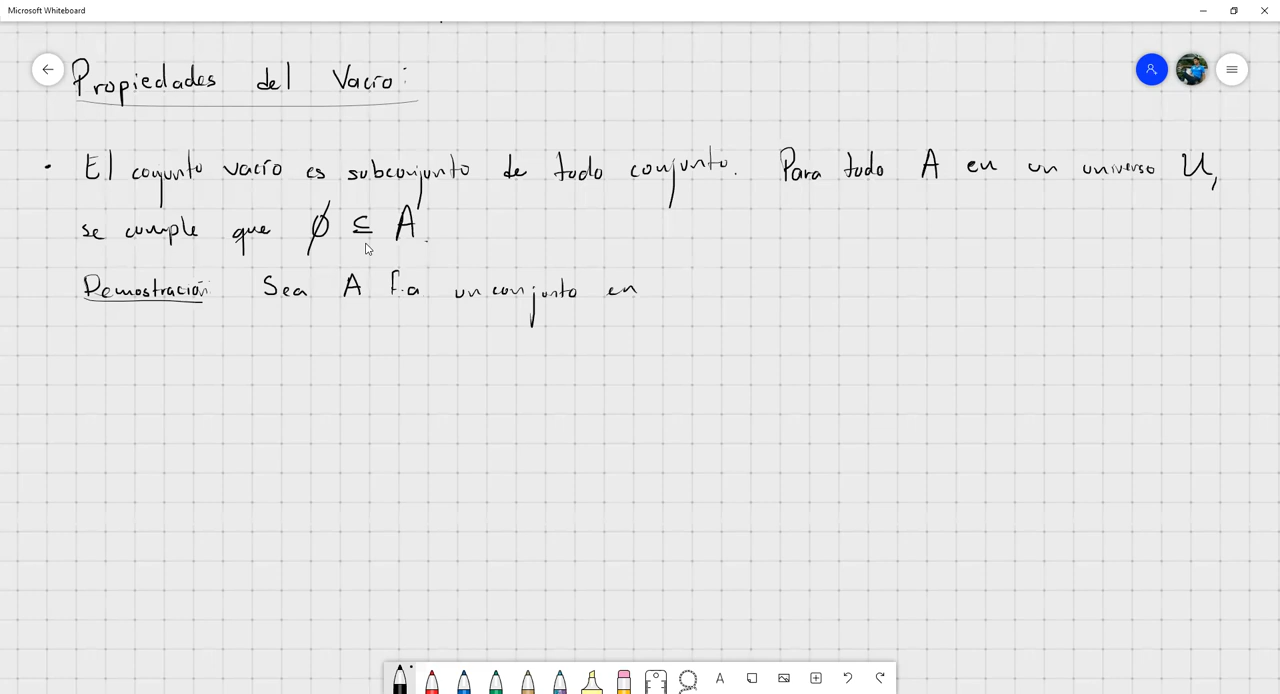 Microsoft Whiteboard
Propiedades del Vacío:
• El conjunto vacío es subconjunto de todo conjunto. Para todo A en un universo U,
se cumple que ∅ ⊆ A.
Demostración: Sea A f.a un conjunto en
A